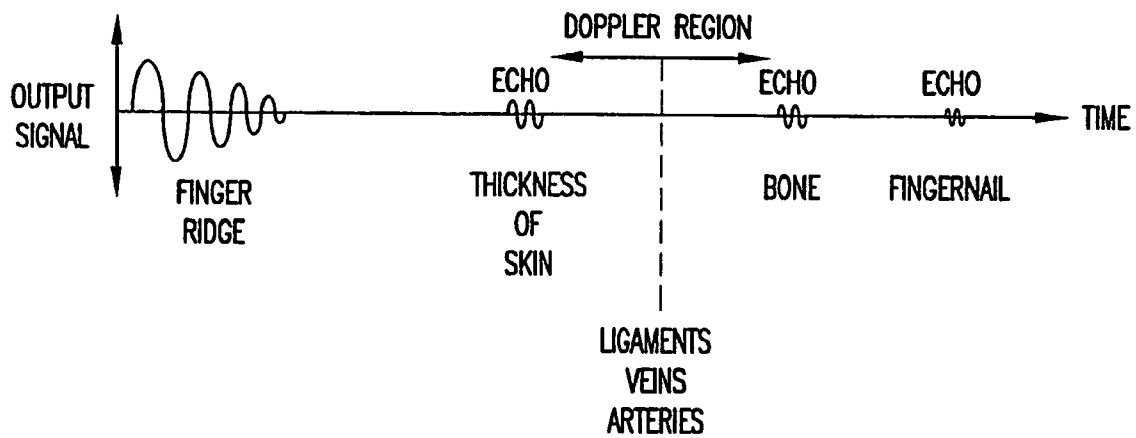 DOPPLER REGION
ECHO
ECHO
ECHO
OUTPUT
SIGNAL
TIME
FINGER
RIDGE
THICKNESS
OF
SKIN
BONE
FINGERNAIL
LIGAMENTS
VEINS
ARTERIES